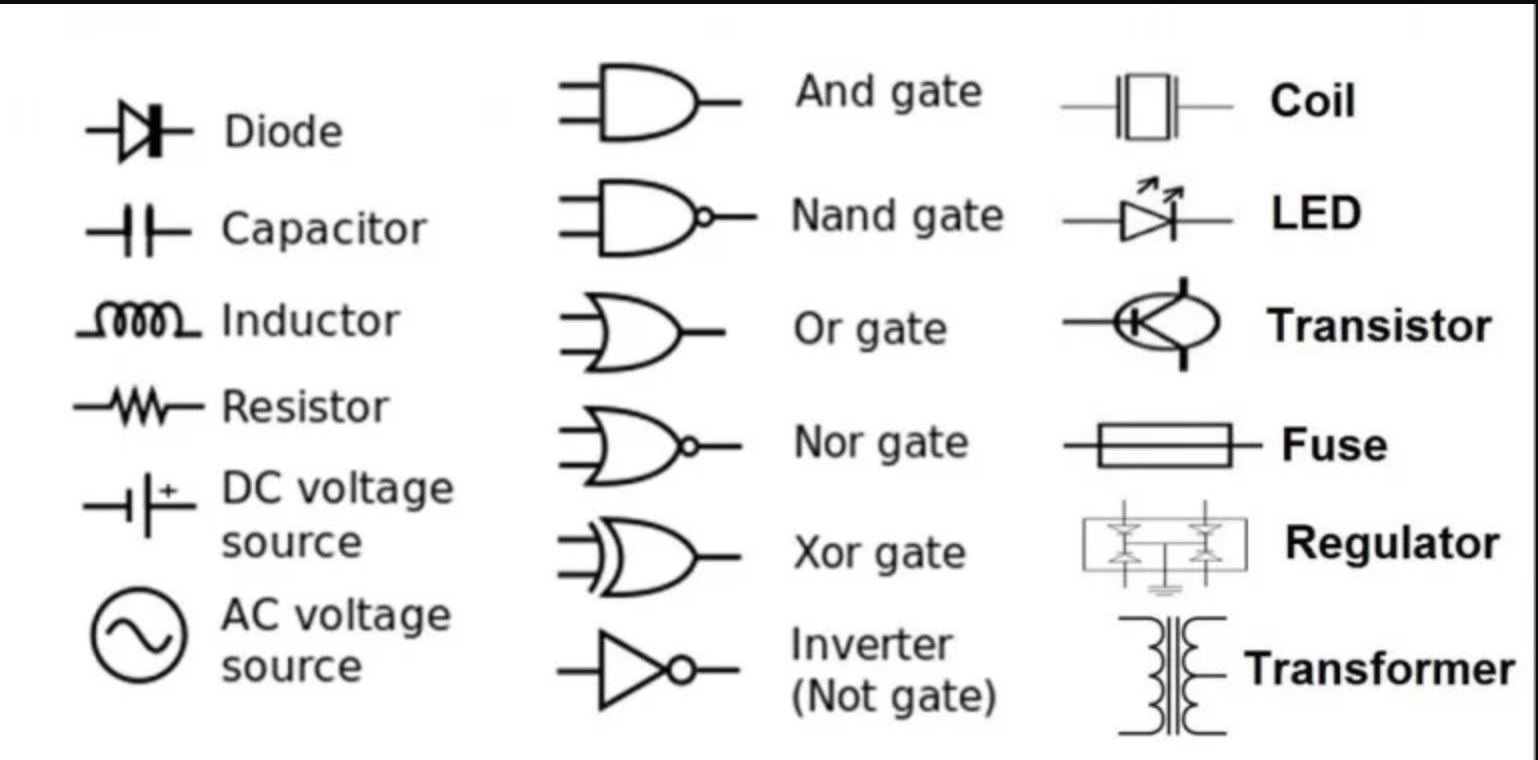 Diode
Capacitor
Inductor
Resistor
+
DC voltage
source
AC voltage
source
And gate
Nand gate
Or gate
Nor gate
Xor gate
Inverter
(Not gate)
Coil
LED
Transistor
Fuse
Regulator
Transformer